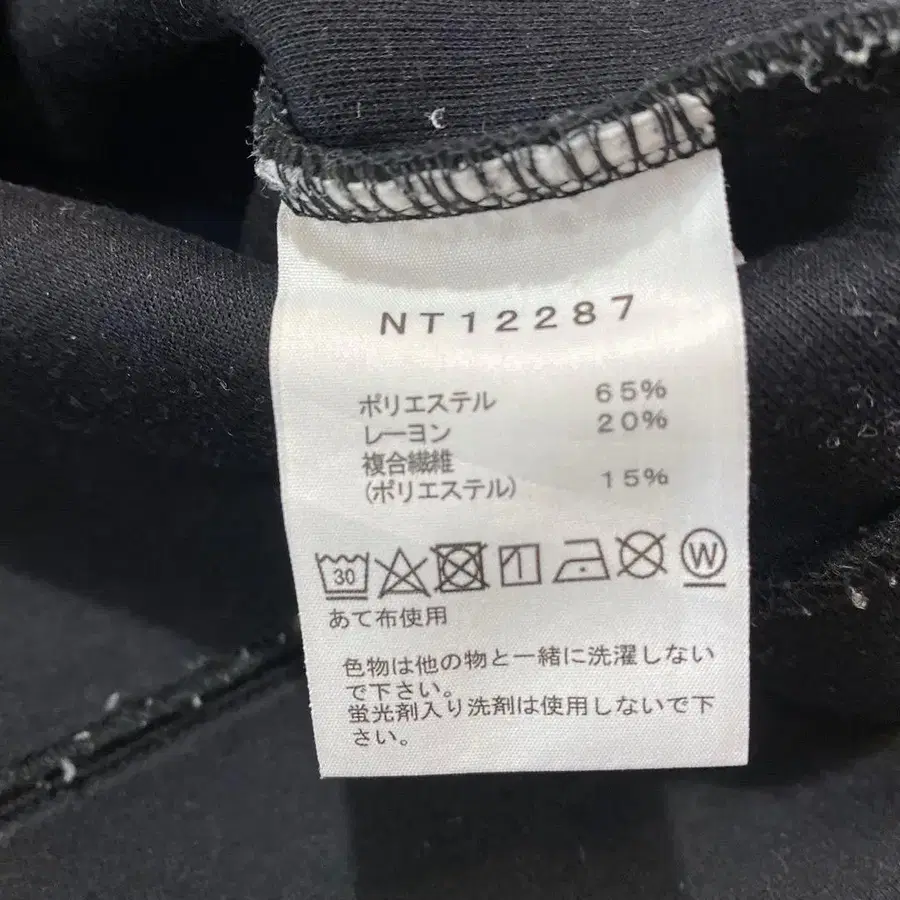 NT12287
ポリエステル 65%
レーヨン 20%
複合繊維
(ポリエステル) 15%
30 W
あて布使用
色物は他の物と一緒に洗濯しない
で下さい。
蛍光剤入り洗剤は使用しないで下
さい。